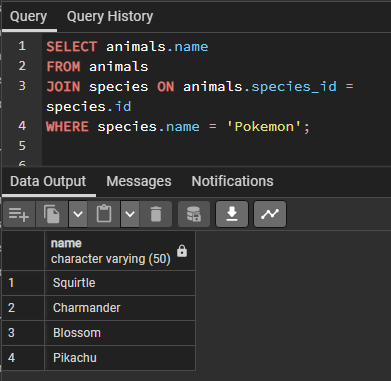 Query Query History
1 SELECT animals.name
2 FROM animals
3 JOIN species ON animals.species_id =
species.id
4 WHERE species.name = 'Pokemon';
5
6
Data Output Messages Notifications
name
character varying (50)
1 Squirtle
2 Charmander
3 Blossom
4 Pikachu